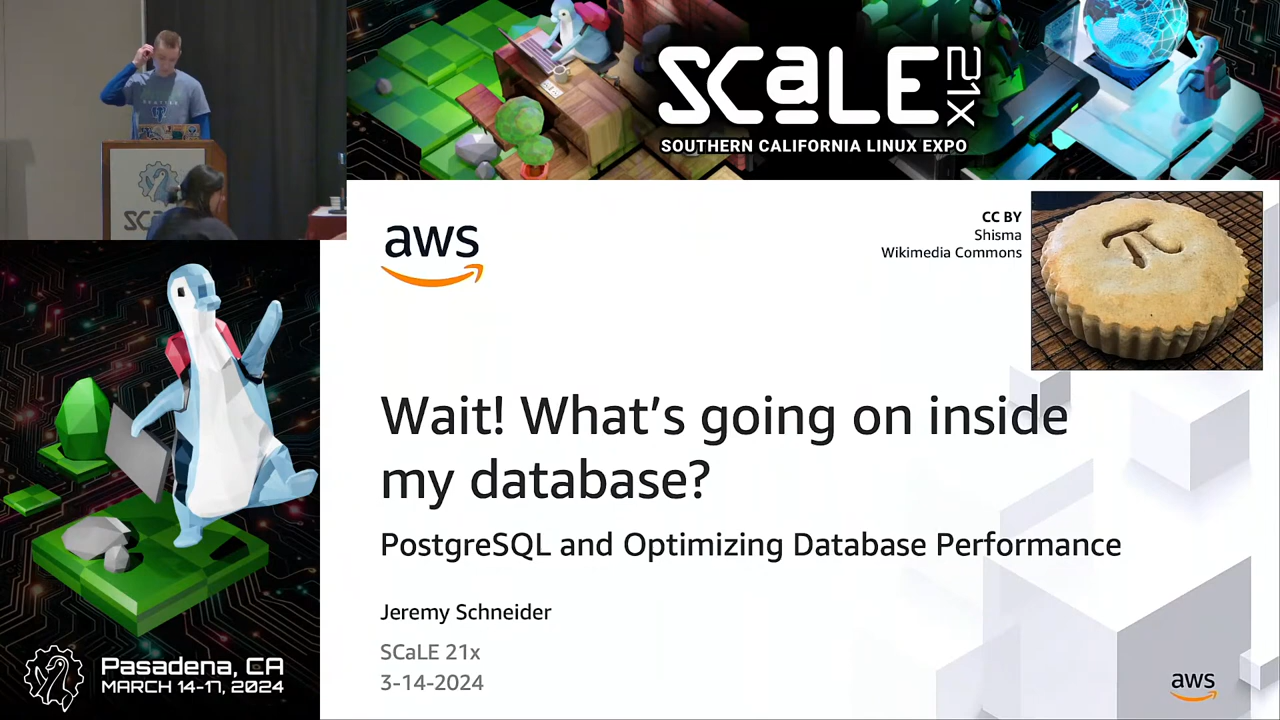 SCALE 21X
SOUTHERN CALIFORNIA LINUX EXPO
aws
CC BY
Shisma
Wikimedia Commons
π
Wait! What's going on inside
my database?
PostgreSQL and Optimizing Database Performance
Jeremy Schneider
SCaLE 21x
3-14-2024
aws
Pasadena, CA
MARCH 14-17, 2024